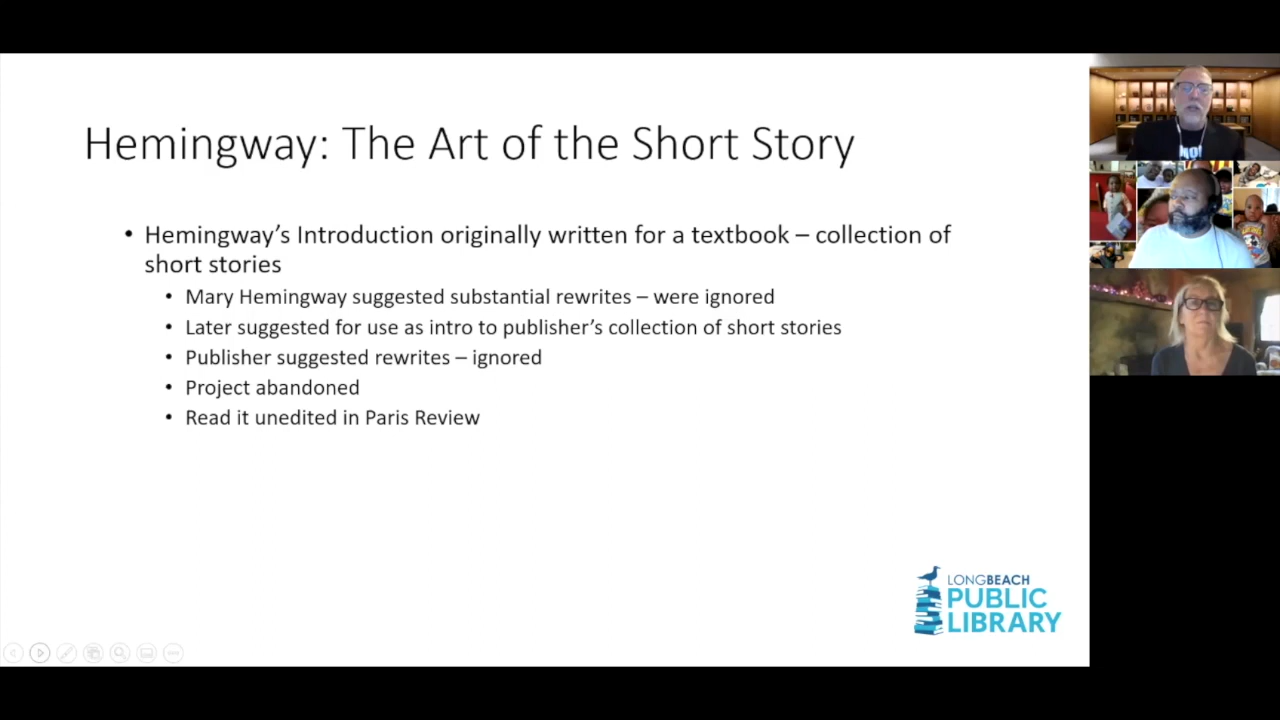 Hemingway: The Art of the Short Story
• Hemingway's Introduction originally written for a textbook – collection of
short stories
• Mary Hemingway suggested substantial rewrites – were ignored
• Later suggested for use as intro to publisher's collection of short stories
• Publisher suggested rewrites – ignored
• Project abandoned
• Read it unedited in Paris Review
LONGBEACH
PUBLIC
LIBRARY